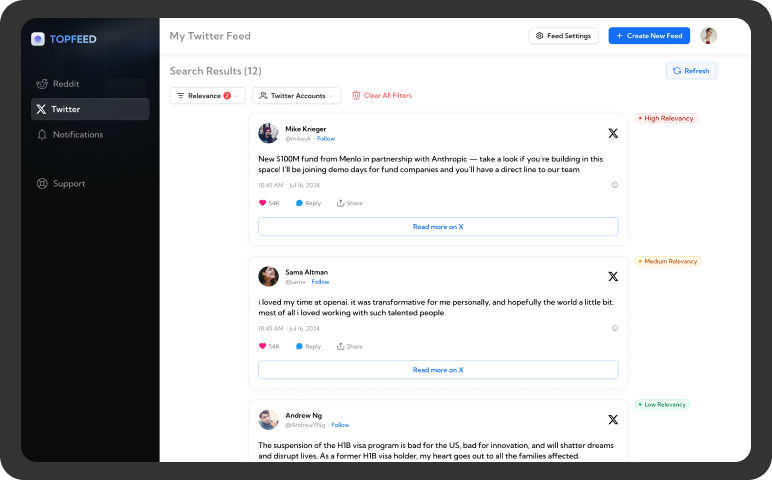 TOPFEED
My Twitter Feed
Feed Settings
Create New Feed
Reddit
Twitter
Notifications
Support
Search Results (12)
Refresh
Relevance 2
Twitter Accounts
Clear All Filters
Mike Krieger
@mikeyk · Follow
High Relevancy
New $100M fund from Menlo in partnership with Anthropic — take a look if you're building in this
space! I'll be joining demo days for fund companies and you'll have a direct line to our team
10:45 AM · Jul 16, 2024
54K Reply Share
Read more on X
Sama Altman
@sama · Follow
Medium Relevancy
i loved my time at openai. it was transformative for me personally, and hopefully the world a little bit.
most of all i loved working with such talented people.
10:45 AM · Jul 16, 2024
54K Reply Share
Read more on X
Andrew Ng
@AndrewYNg · Follow
Low Relevancy
The suspension of the H1B visa program is bad for the US, bad for innovation, and will shatter dreams
and disrupt lives. As a former H1B visa holder, my heart goes out to all the families affected.